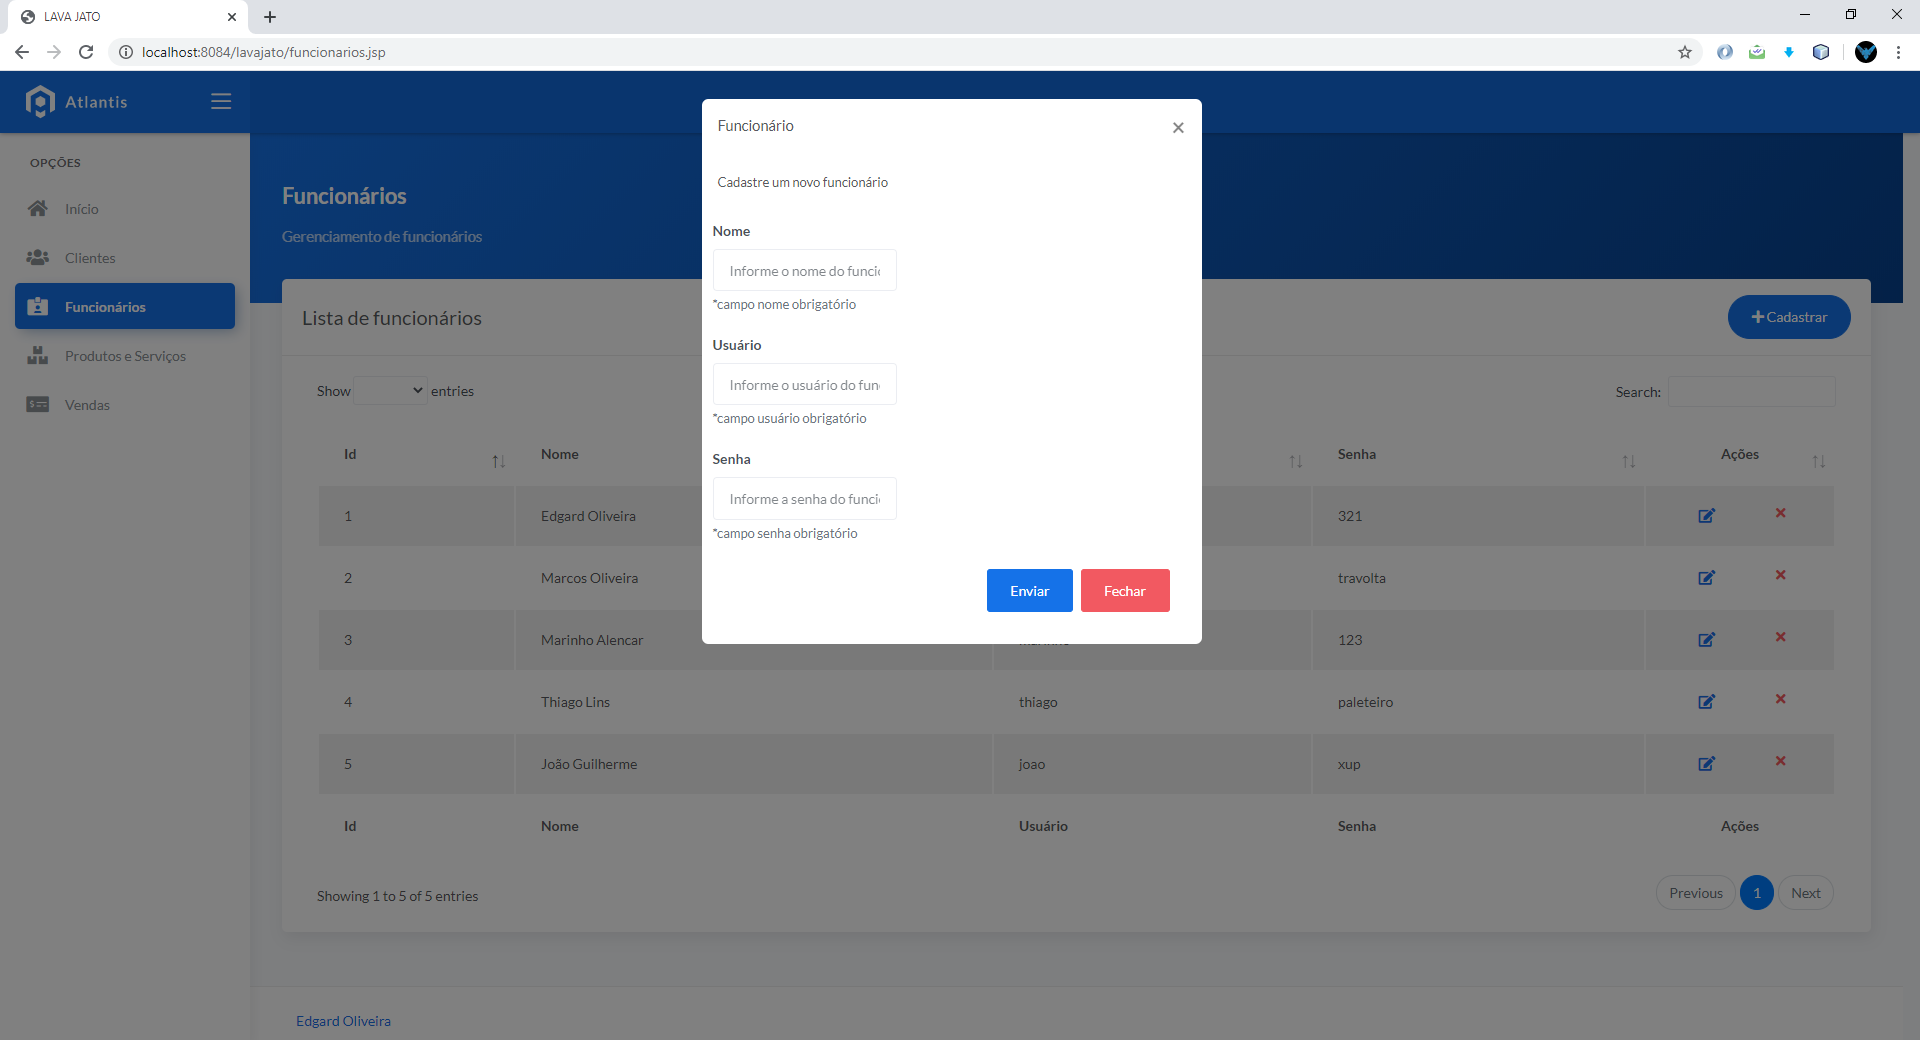 LAVA JATO
localhost:8084/lavajato/funcionarios.jsp
Atlantis
OPÇÕES
Início
Clientes
Funcionários
Produtos e Serviços
Vendas
Funcionários
Gerenciamento de funcionários
Lista de funcionários
Cadastrar
Show entries
Search:
Id Nome Senha Ações
1 Edgard Oliveira 321
2 Marcos Oliveira travolta
3 Marinho Alencar 123
4 Thiago Lins thiago paleteiro
5 João Guilherme joao xup
Id Nome Usuário Senha Ações
Showing 1 to 5 of 5 entries
Previous 1 Next
Edgard Oliveira
Funcionário
Cadastre um novo funcionário
Nome
Informe o nome do funci
*campo nome obrigatório
Usuário
Informe o usuário do fun
*campo usuário obrigatório
Senha
Informe a senha do funci
*campo senha obrigatório
Enviar Fechar